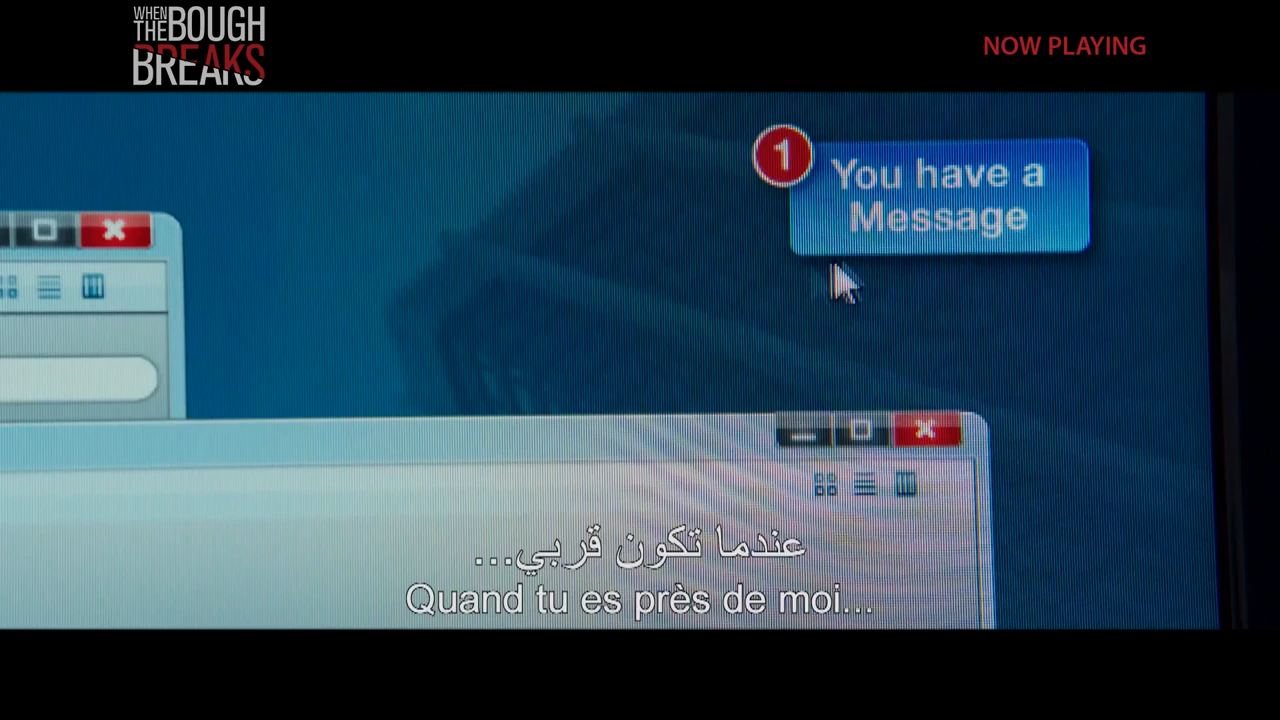 WHEN
THE BOUGH
BREAKS
NOW PLAYING
1
You have a
Message
عندما تكون قربي...
Quand tu es près de moi...